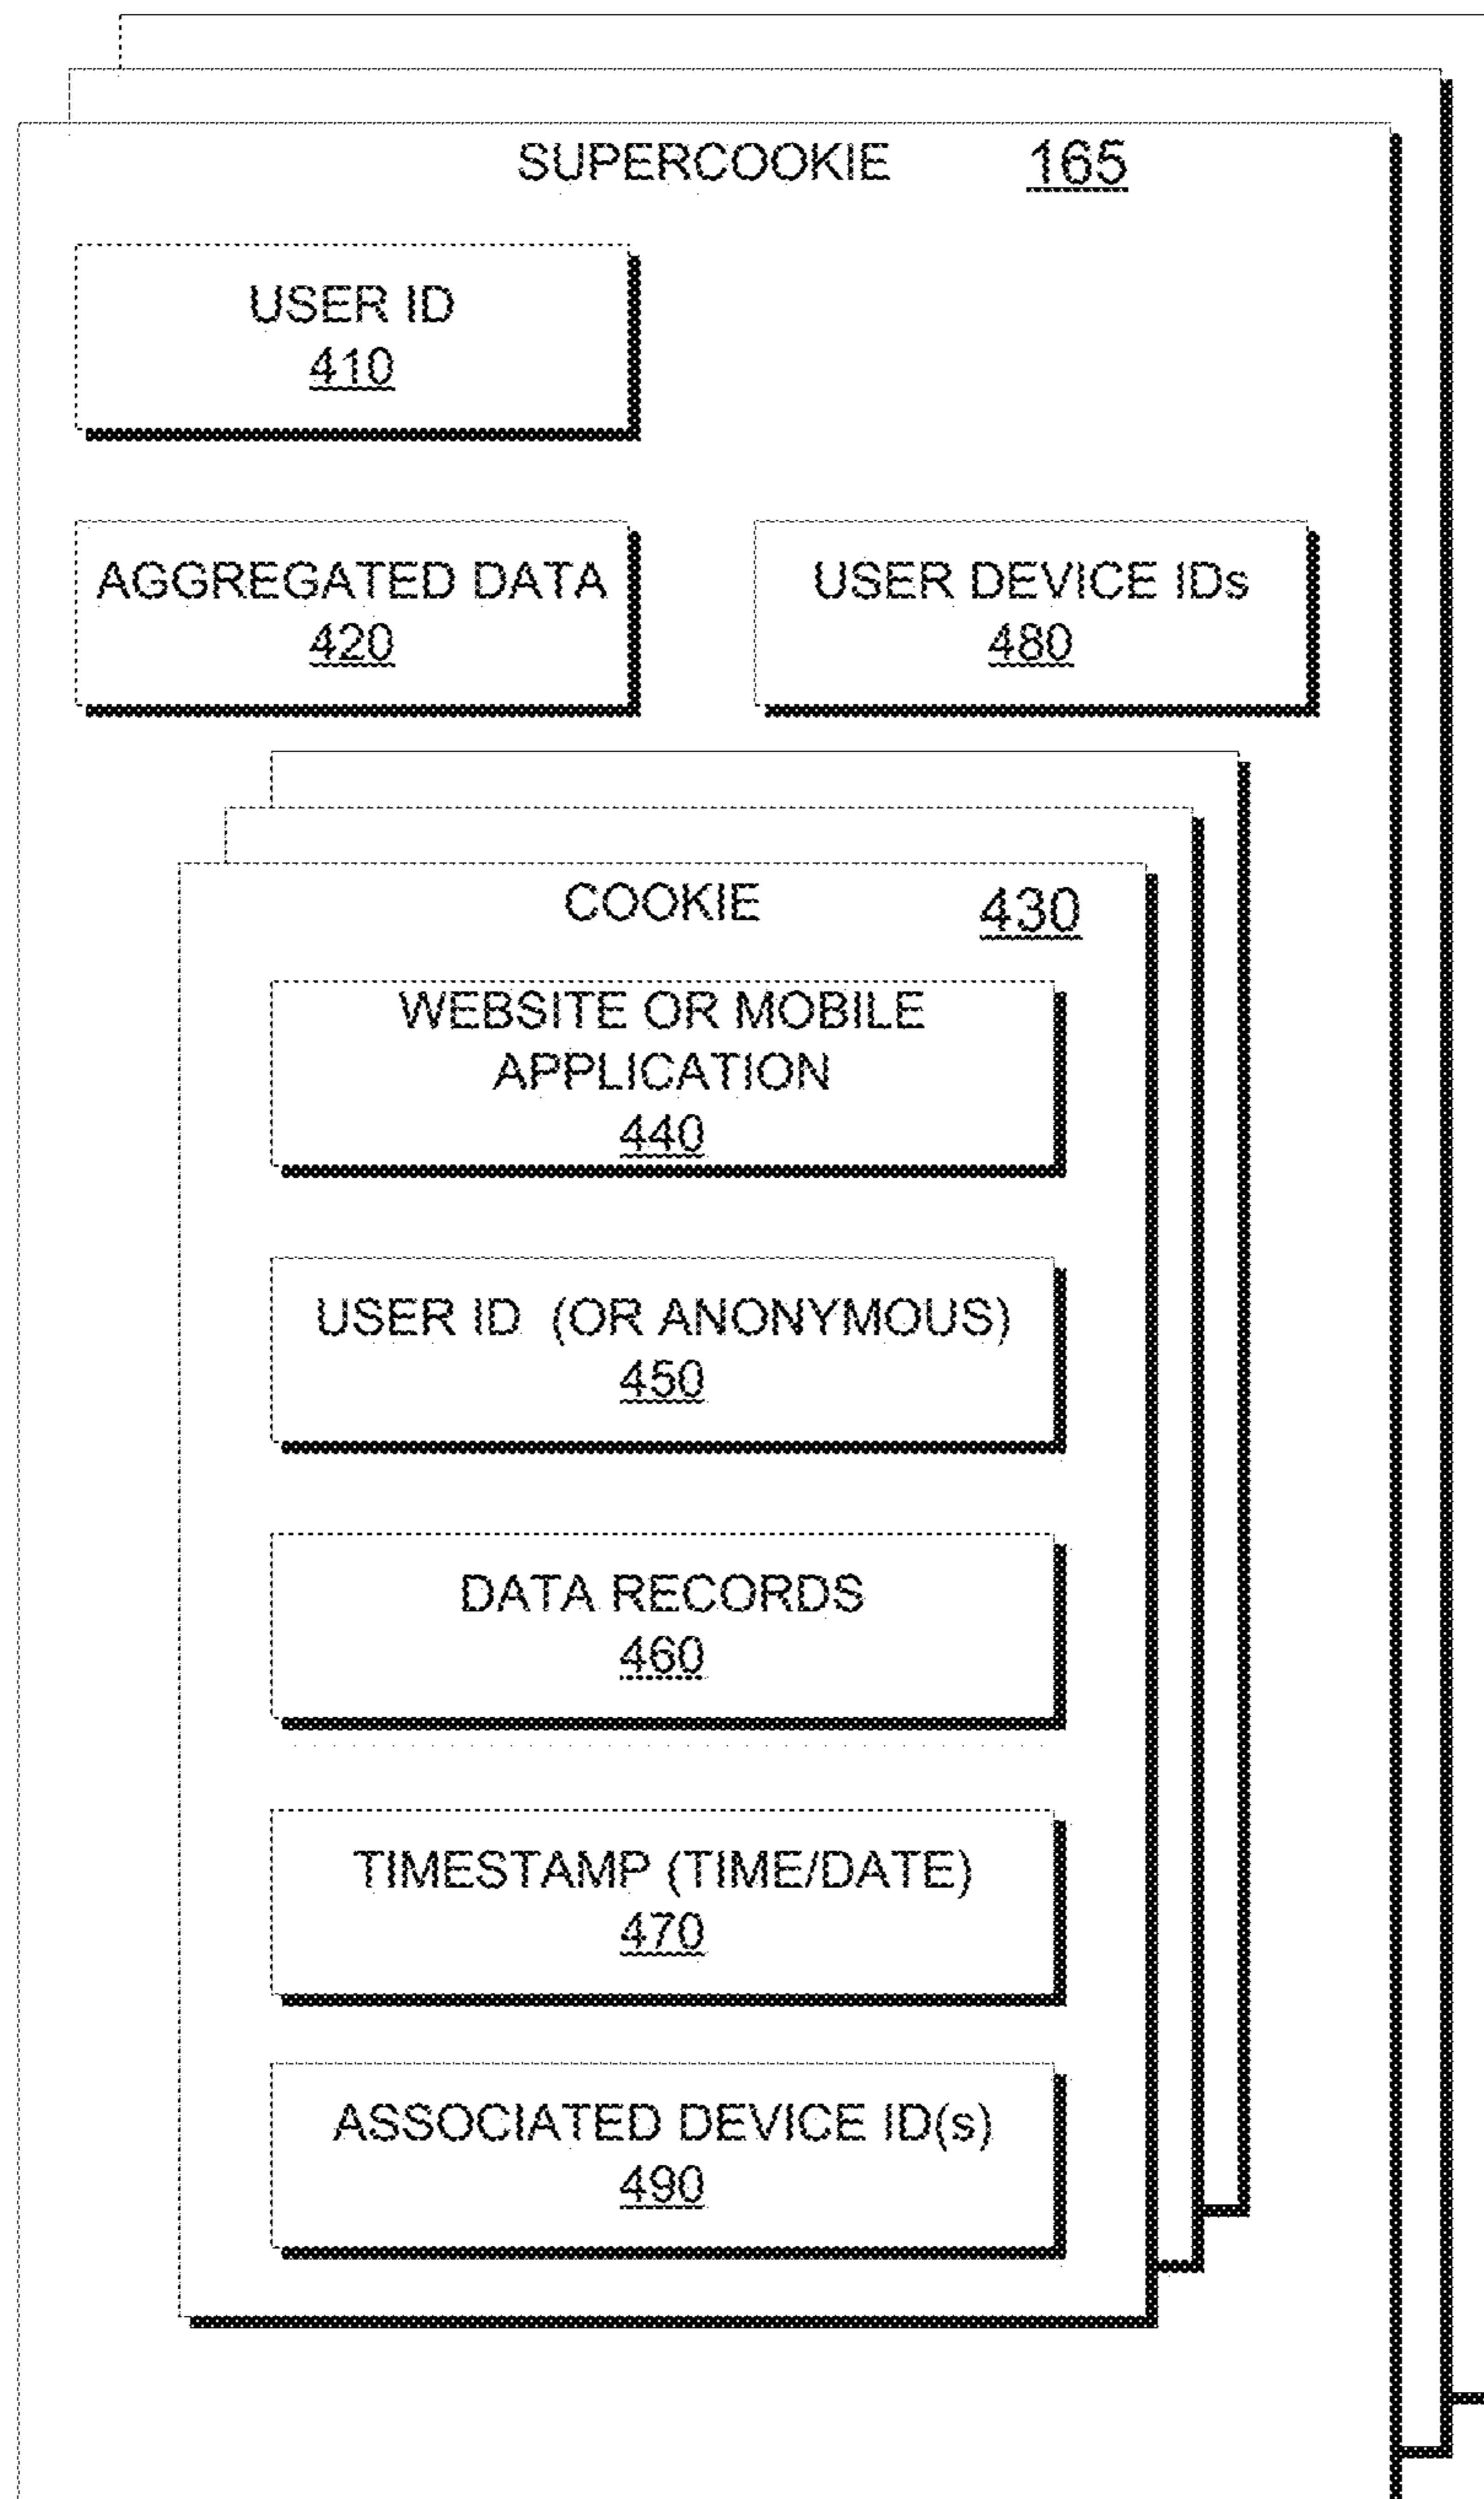 SUPERCOOKIE 165
USER ID
410
AGGREGATED DATA
420
USER DEVICE IDs
480
COOKIE 430
WEBSITE OR MOBILE
APPLICATION
440
USER ID (OR ANONYMOUS)
450
DATA RECORDS
460
TIMESTAMP (TIME/DATE)
470
ASSOCIATED DEVICE ID(s)
490